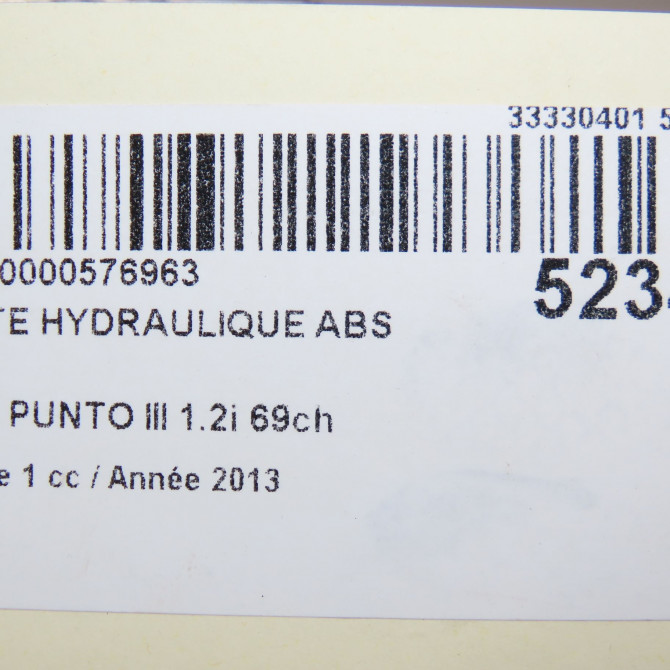 33330401 5
0000576963
523
TE HYDRAULIQUE ABS
PUNTO III 1.2i 69ch
e 1 cc / Année 2013